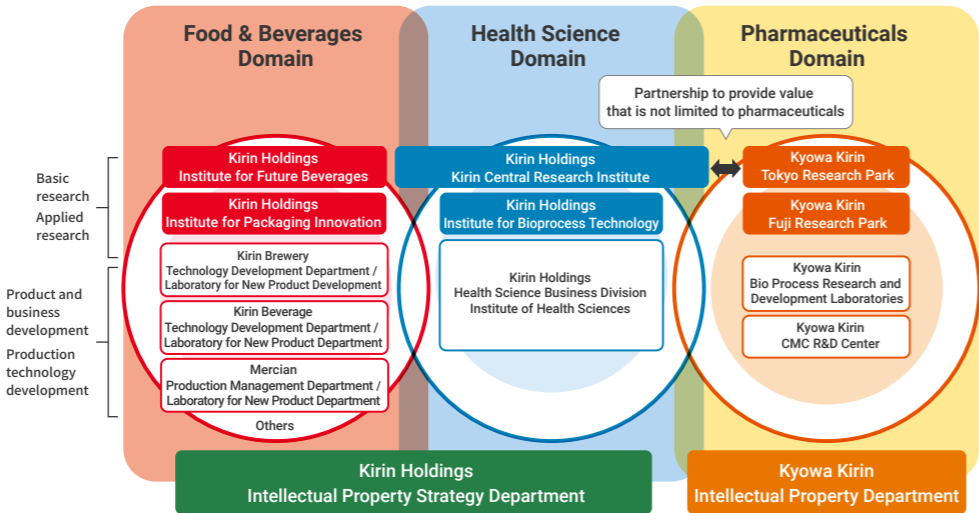 Food & Beverages
Domain
Health Science
Domain
Pharmaceuticals
Domain
Partnership to provide value
that is not limited to pharmaceuticals
Basic
research
Applied
research
Product and
business
development
Production
technology
development
Kirin Holdings
Institute for Future Beverages
Kirin Holdings
Institute for Packaging Innovation
Kirin Brewery
Technology Development Department /
Laboratory for New Product Development
Kirin Beverage
Technology Development Department /
Laboratory for New Product Department
Mercian
Production Management Department /
Laboratory for New Product Department
Others
Kirin Holdings
Kirin Central Research Institute
Kirin Holdings
Institute for Bioprocess Technology
Kirin Holdings
Health Science Business Division
Institute of Health Sciences
Kyowa Kirin
Tokyo Research Park
Kyowa Kirin
Fuji Research Park
Kyowa Kirin
Bio Process Research and
Development Laboratories
Kyowa Kirin
CMC R&D Center
Kirin Holdings
Intellectual Property Strategy Department
Kyowa Kirin
Intellectual Property Department